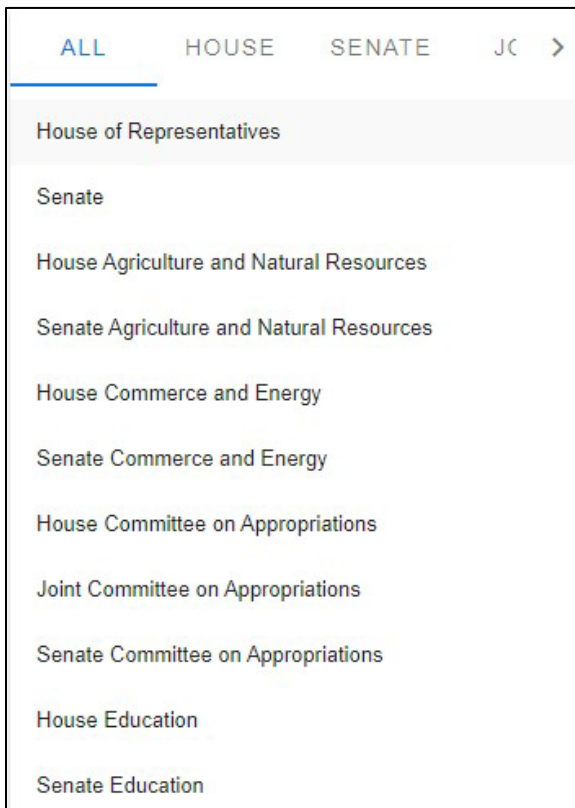 ALL HOUSE SENATE
House of Representatives
Senate
House Agriculture and Natural Resources
Senate Agriculture and Natural Resources
House Commerce and Energy
Senate Commerce and Energy
House Committee on Appropriations
Joint Committee on Appropriations
Senate Committee on Appropriations
House Education
Senate Education